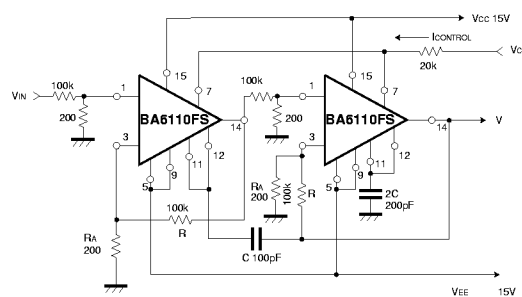 VCC 15V
ICONTROL
VC
20k
15
7
15
7
VIN
100k
1
200
BA6110FS
3
14
12
11
9
5
100k
1
200
BA6110FS
3
14
V
12
11
9
5
RA
200
100k
R
RA
200
100k
R
2C
200pF
C 100pF
VEE 15V